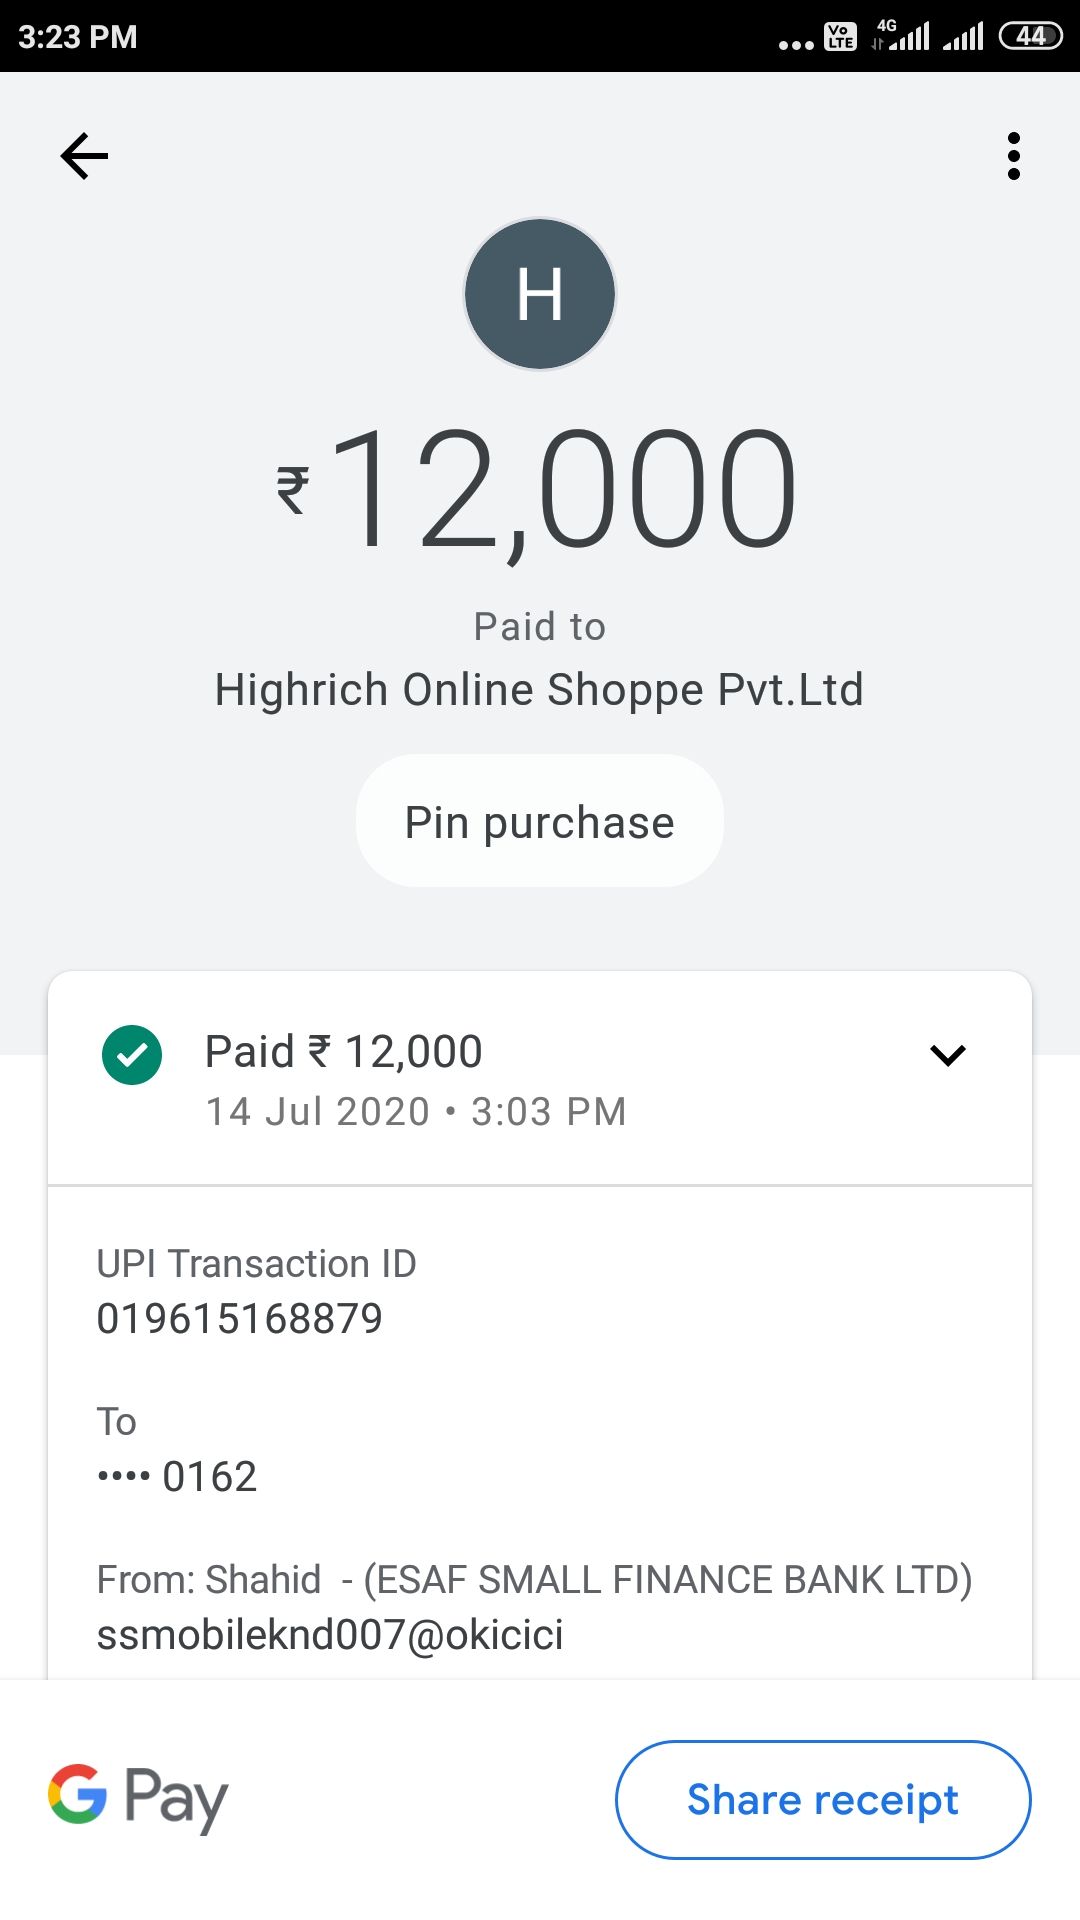 3:23 PM
Vo LTE 4G 44
H
₹12,000
Paid to
Highrich Online Shoppe Pvt.Ltd
Pin purchase
Paid ₹ 12,000
14 Jul 2020 • 3:03 PM
UPI Transaction ID
019615168879
To
•••• 0162
From: Shahid - (ESAF SMALL FINANCE BANK LTD)
ssmobileknd007@okicici
G Pay
Share receipt